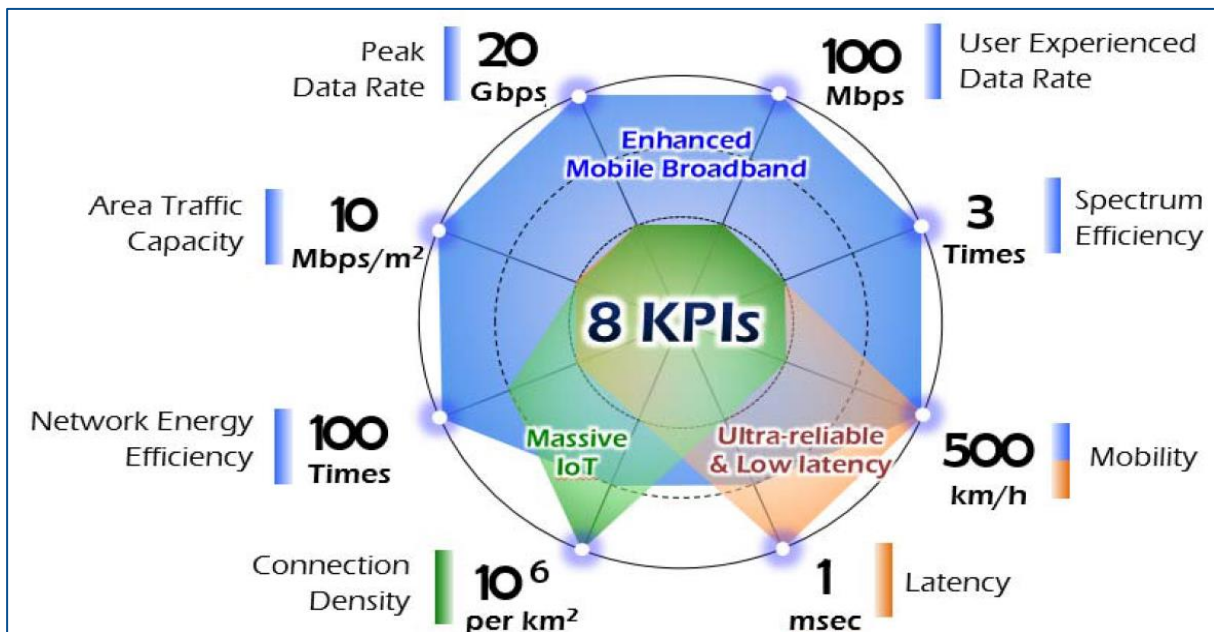 Peak
Data Rate
20
Gbps
100
Mbps
User Experienced
Data Rate
Enhanced
Mobile Broadband
Area Traffic
Capacity
10
Mbps/m²
3
Times
Spectrum
Efficiency
8 KPIs
Network Energy
Efficiency
100
Times
Massive
IoT
Ultra-reliable
& Low latency
500
km/h
Mobility
Connection
Density
10⁶
per km²
1
msec
Latency